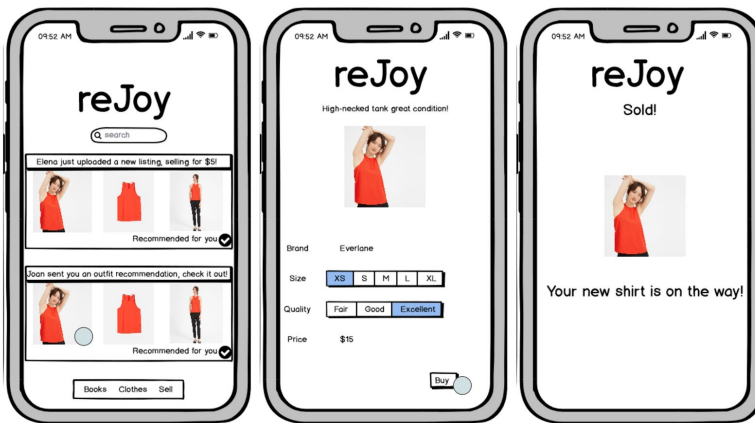 09:52 AM
reJoy
search
Elena just uploaded a new listing, selling for $5!
Recommended for you
Joan sent you an outfit recommendation, check it out!
Recommended for you
Books Clothes Sell
09:52 AM
reJoy
High-necked tank great condition!
Brand Everlane
Size XS S M L XL
Quality Fair Good Excellent
Price $15
Buy
09:52 AM
reJoy
Sold!
Your new shirt is on the way!